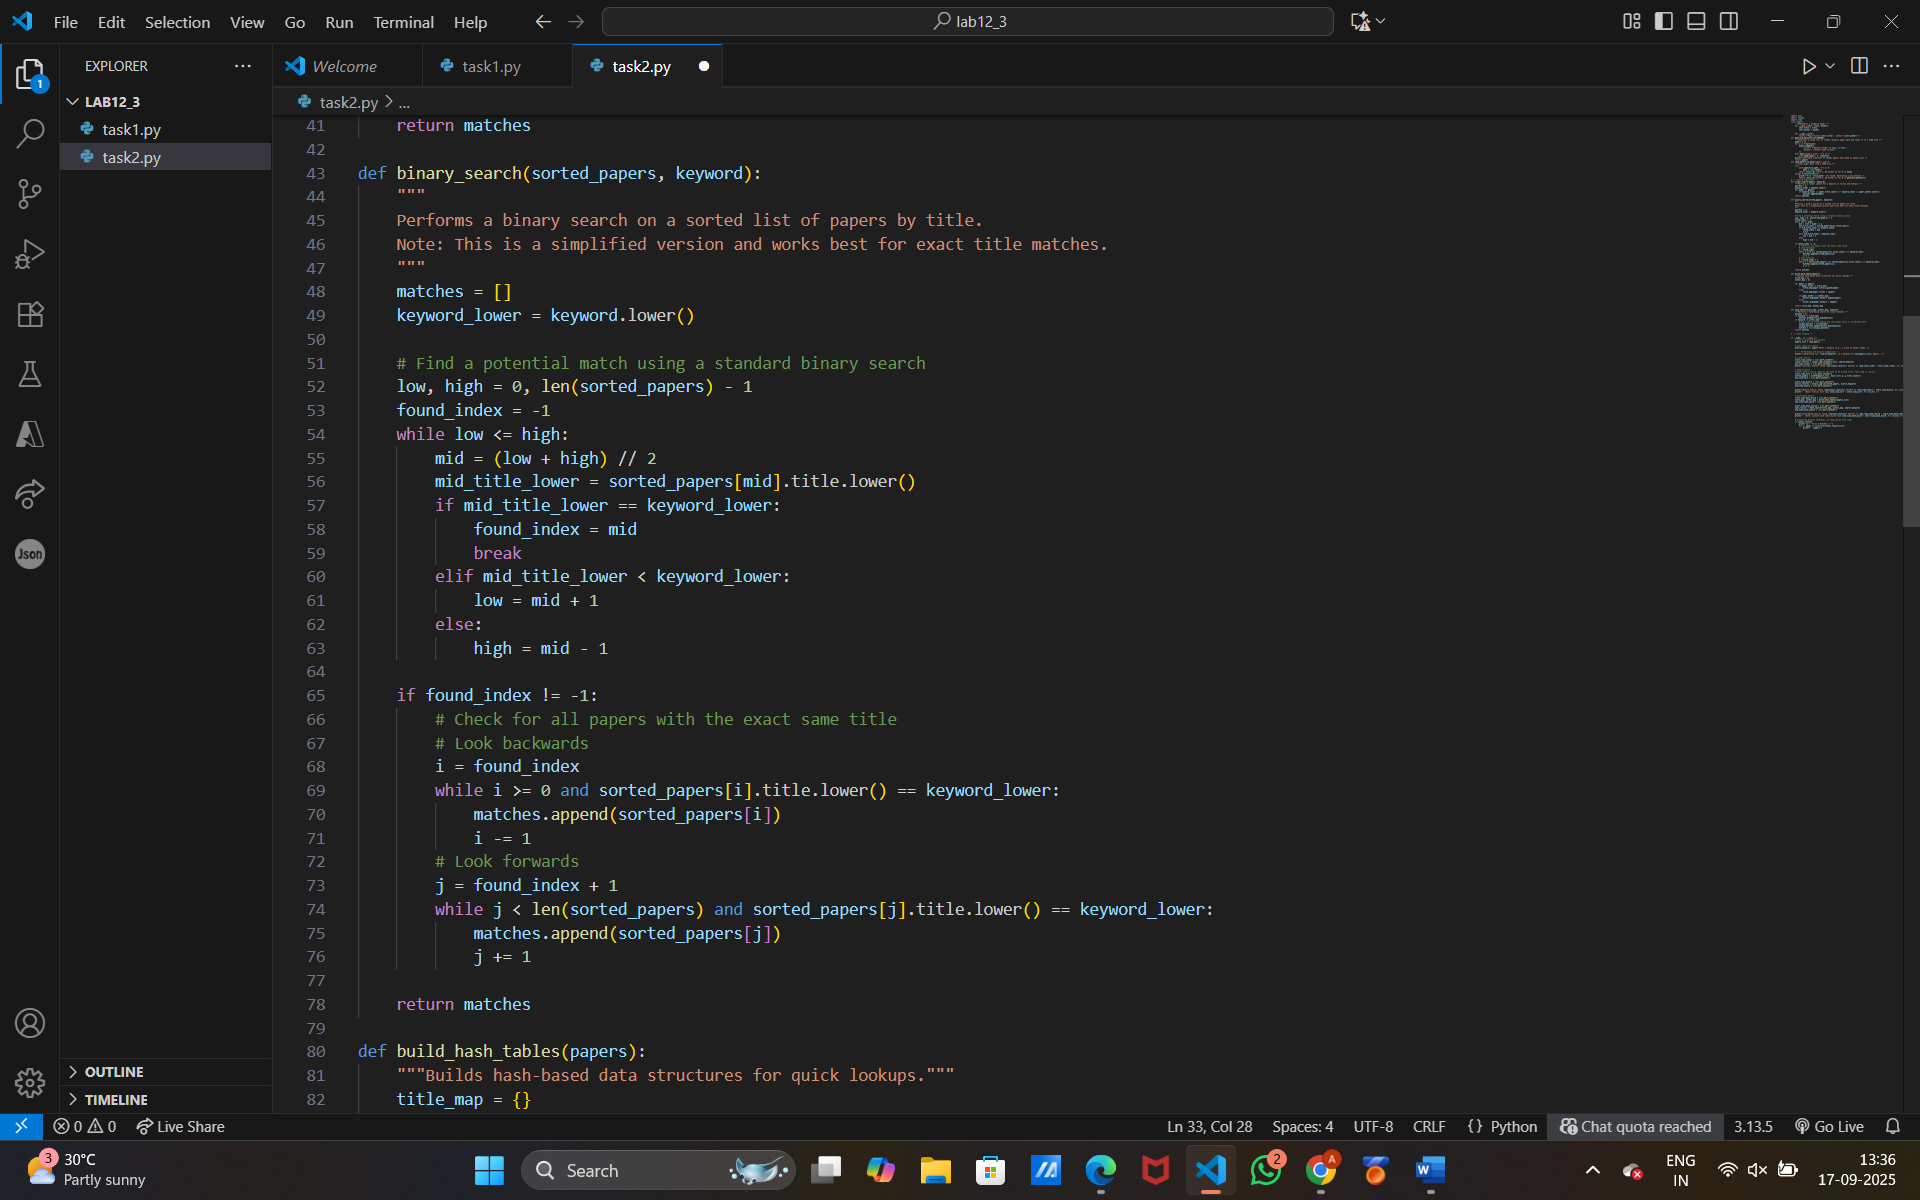 File Edit Selection View Go Run Terminal Help
lab12_3
EXPLORER
Welcome
task1.py
task2.py
1
LAB12_3
task1.py
task2.py
task2.py > ...
41 return matches
42
43 def binary_search(sorted_papers, keyword):
44 """
45 Performs a binary search on a sorted list of papers by title.
46 Note: This is a simplified version and works best for exact title matches.
47 """
48 matches = []
49 keyword_lower = keyword.lower()
50
51 # Find a potential match using a standard binary search
52 low, high = 0, len(sorted_papers) - 1
53 found_index = -1
54 while low <= high:
55 mid = (low + high) // 2
56 mid_title_lower = sorted_papers[mid].title.lower()
57 if mid_title_lower == keyword_lower:
58 found_index = mid
59 break
60 elif mid_title_lower < keyword_lower:
61 low = mid + 1
62 else:
63 high = mid - 1
64
65 if found_index != -1:
66 # Check for all papers with the exact same title
67 # Look backwards
68 i = found_index
69 while i >= 0 and sorted_papers[i].title.lower() == keyword_lower:
70 matches.append(sorted_papers[i])
71 i -= 1
72 # Look forwards
73 j = found_index + 1
74 while j < len(sorted_papers) and sorted_papers[j].title.lower() == keyword_lower:
75 matches.append(sorted_papers[j])
76 j += 1
77
78 return matches
79
80 def build_hash_tables(papers):
81 """Builds hash-based data structures for quick lookups."""
82 title_map = {}
Json
OUTLINE
TIMELINE
0 0 Live Share
Ln 33, Col 28 Spaces: 4 UTF-8 CRLF {} Python Chat quota reached 3.13.5 Go Live
3
30°C
Partly sunny
Search
2
A
W
ENG
IN
13:36
17-09-2025